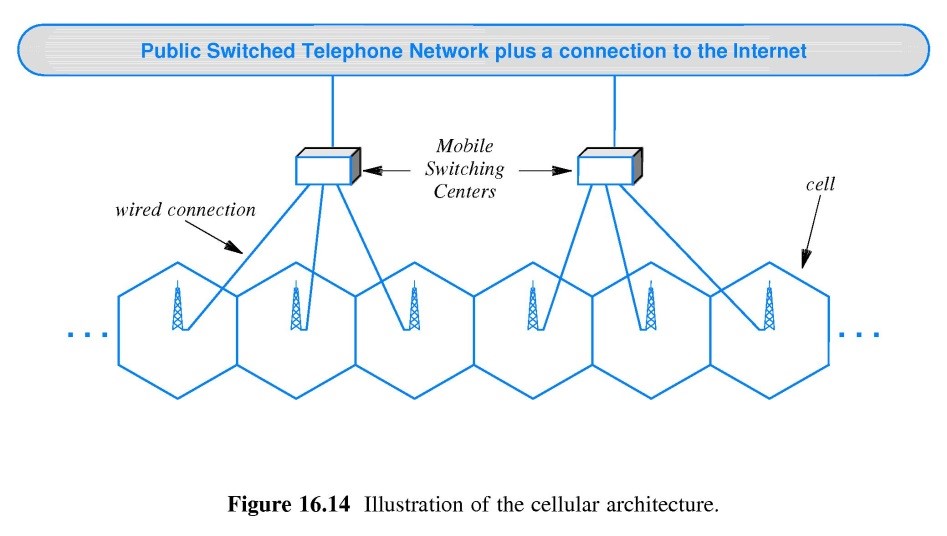 Public Switched Telephone Network plus a connection to the Internet
Mobile
Switching
Centers
cell
wired connection
. . .
. . .
Figure 16.14 Illustration of the cellular architecture.